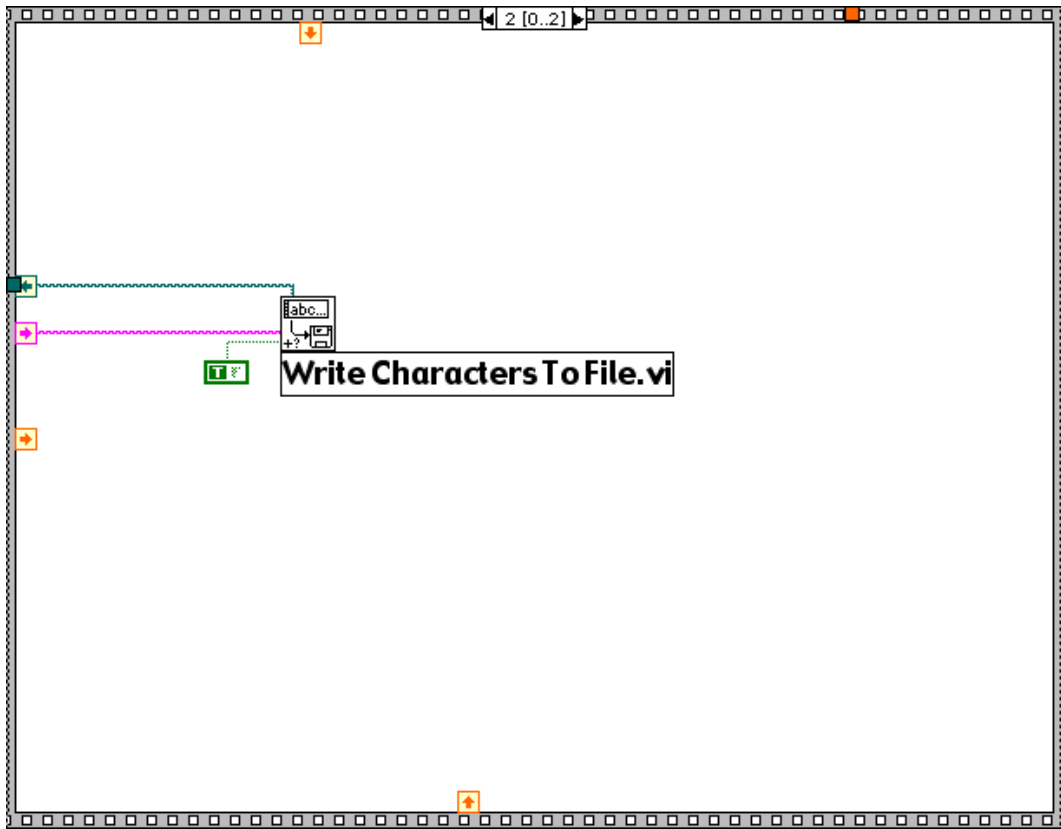 2 [0..2]
abc...
+?
T
Write Characters To File.vi